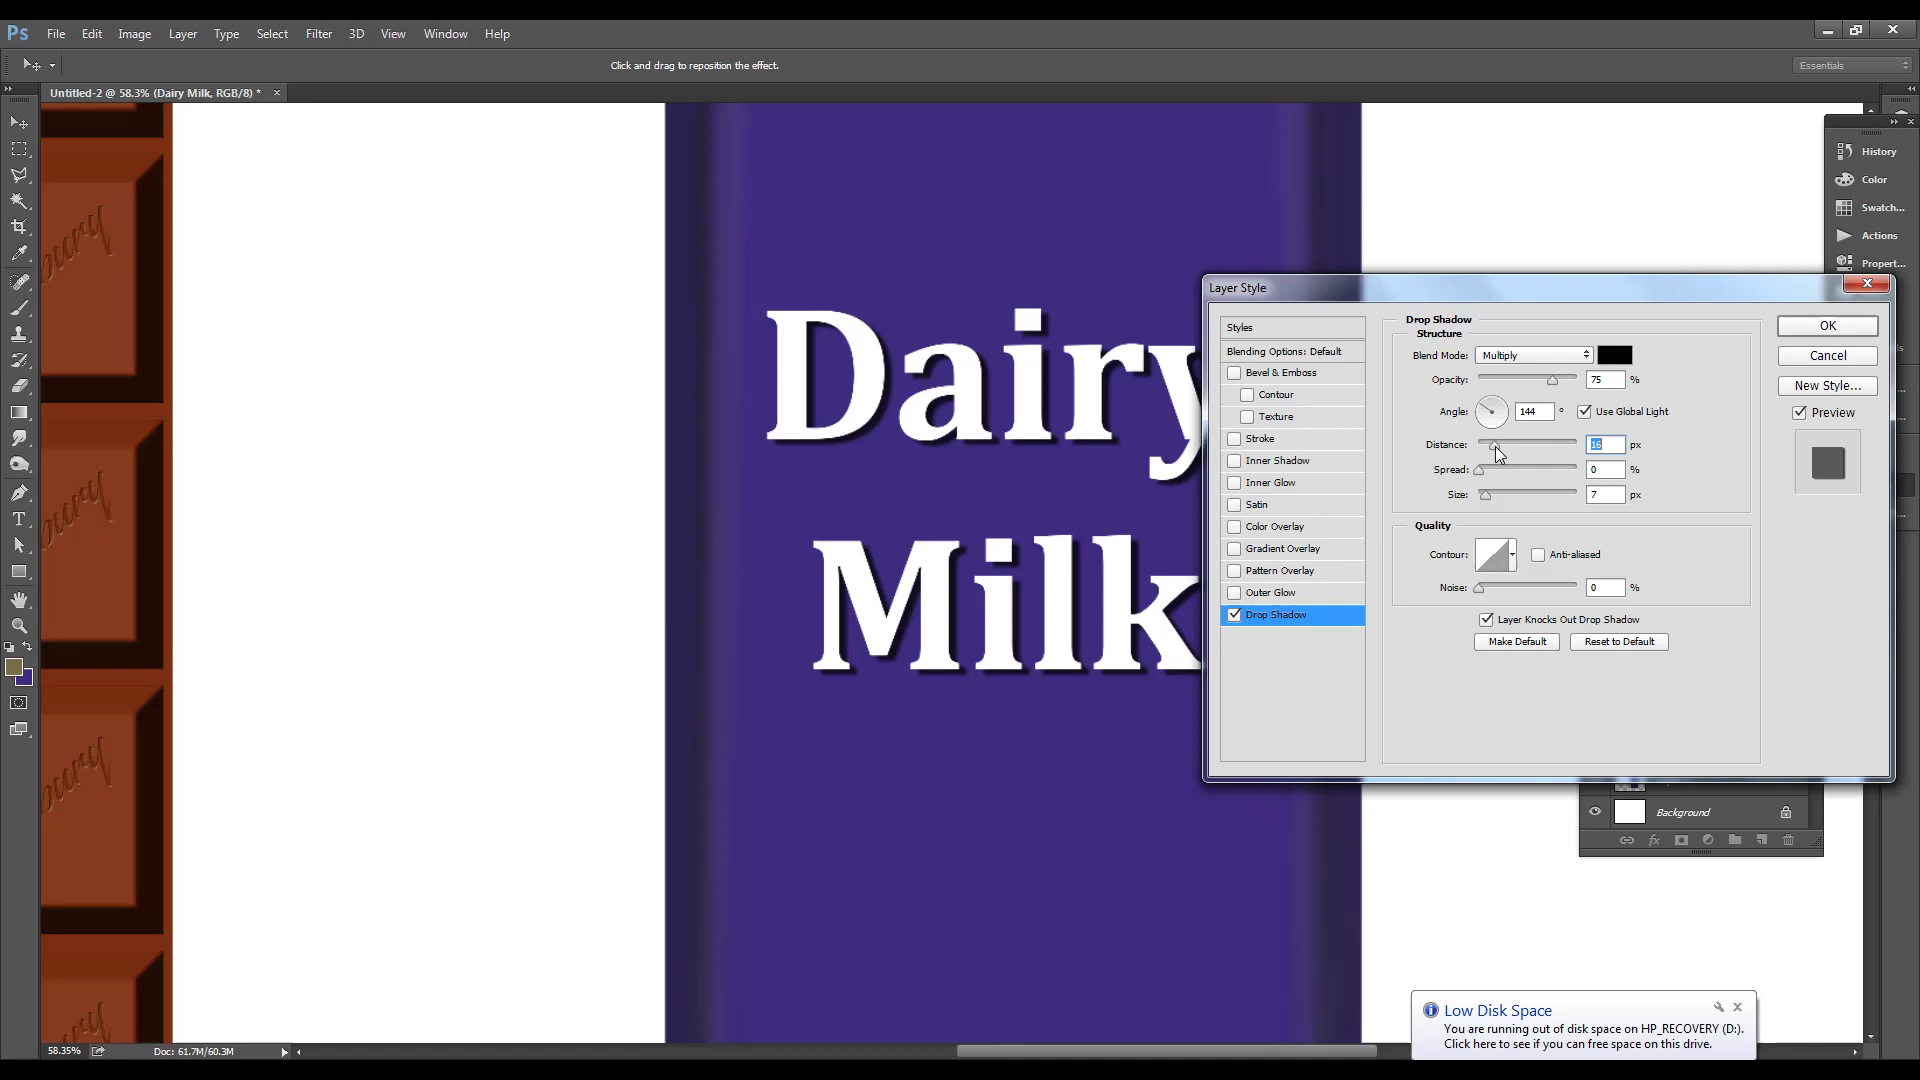 Ps File Edit Image Layer Type Select Filter 3D View Window Help
Click and drag to reposition the effect.
Essentials
Untitled-2 @ 58.3% (Dairy Milk, RGB/8) *
History
Color
Swatch...
Actions
Propert...
Dairy
Milk
Layer Style
Styles
Blending Options: Default
Bevel & Emboss
Contour
Texture
Stroke
Inner Shadow
Inner Glow
Satin
Color Overlay
Gradient Overlay
Pattern Overlay
Outer Glow
Drop Shadow
Drop Shadow
Structure
Blend Mode: Multiply
Opacity: 75 %
Angle: 144 ° Use Global Light
Distance: 16 px
Spread: 0 %
Size: 7 px
Quality
Contour: Anti-aliased
Noise: 0 %
Layer Knocks Out Drop Shadow
Make Default Reset to Default
OK
Cancel
New Style...
Preview
Background
Low Disk Space
You are running out of disk space on HP_RECOVERY (D:).
Click here to see if you can free space on this drive.
58.35% Doc: 61.7M/60.3M